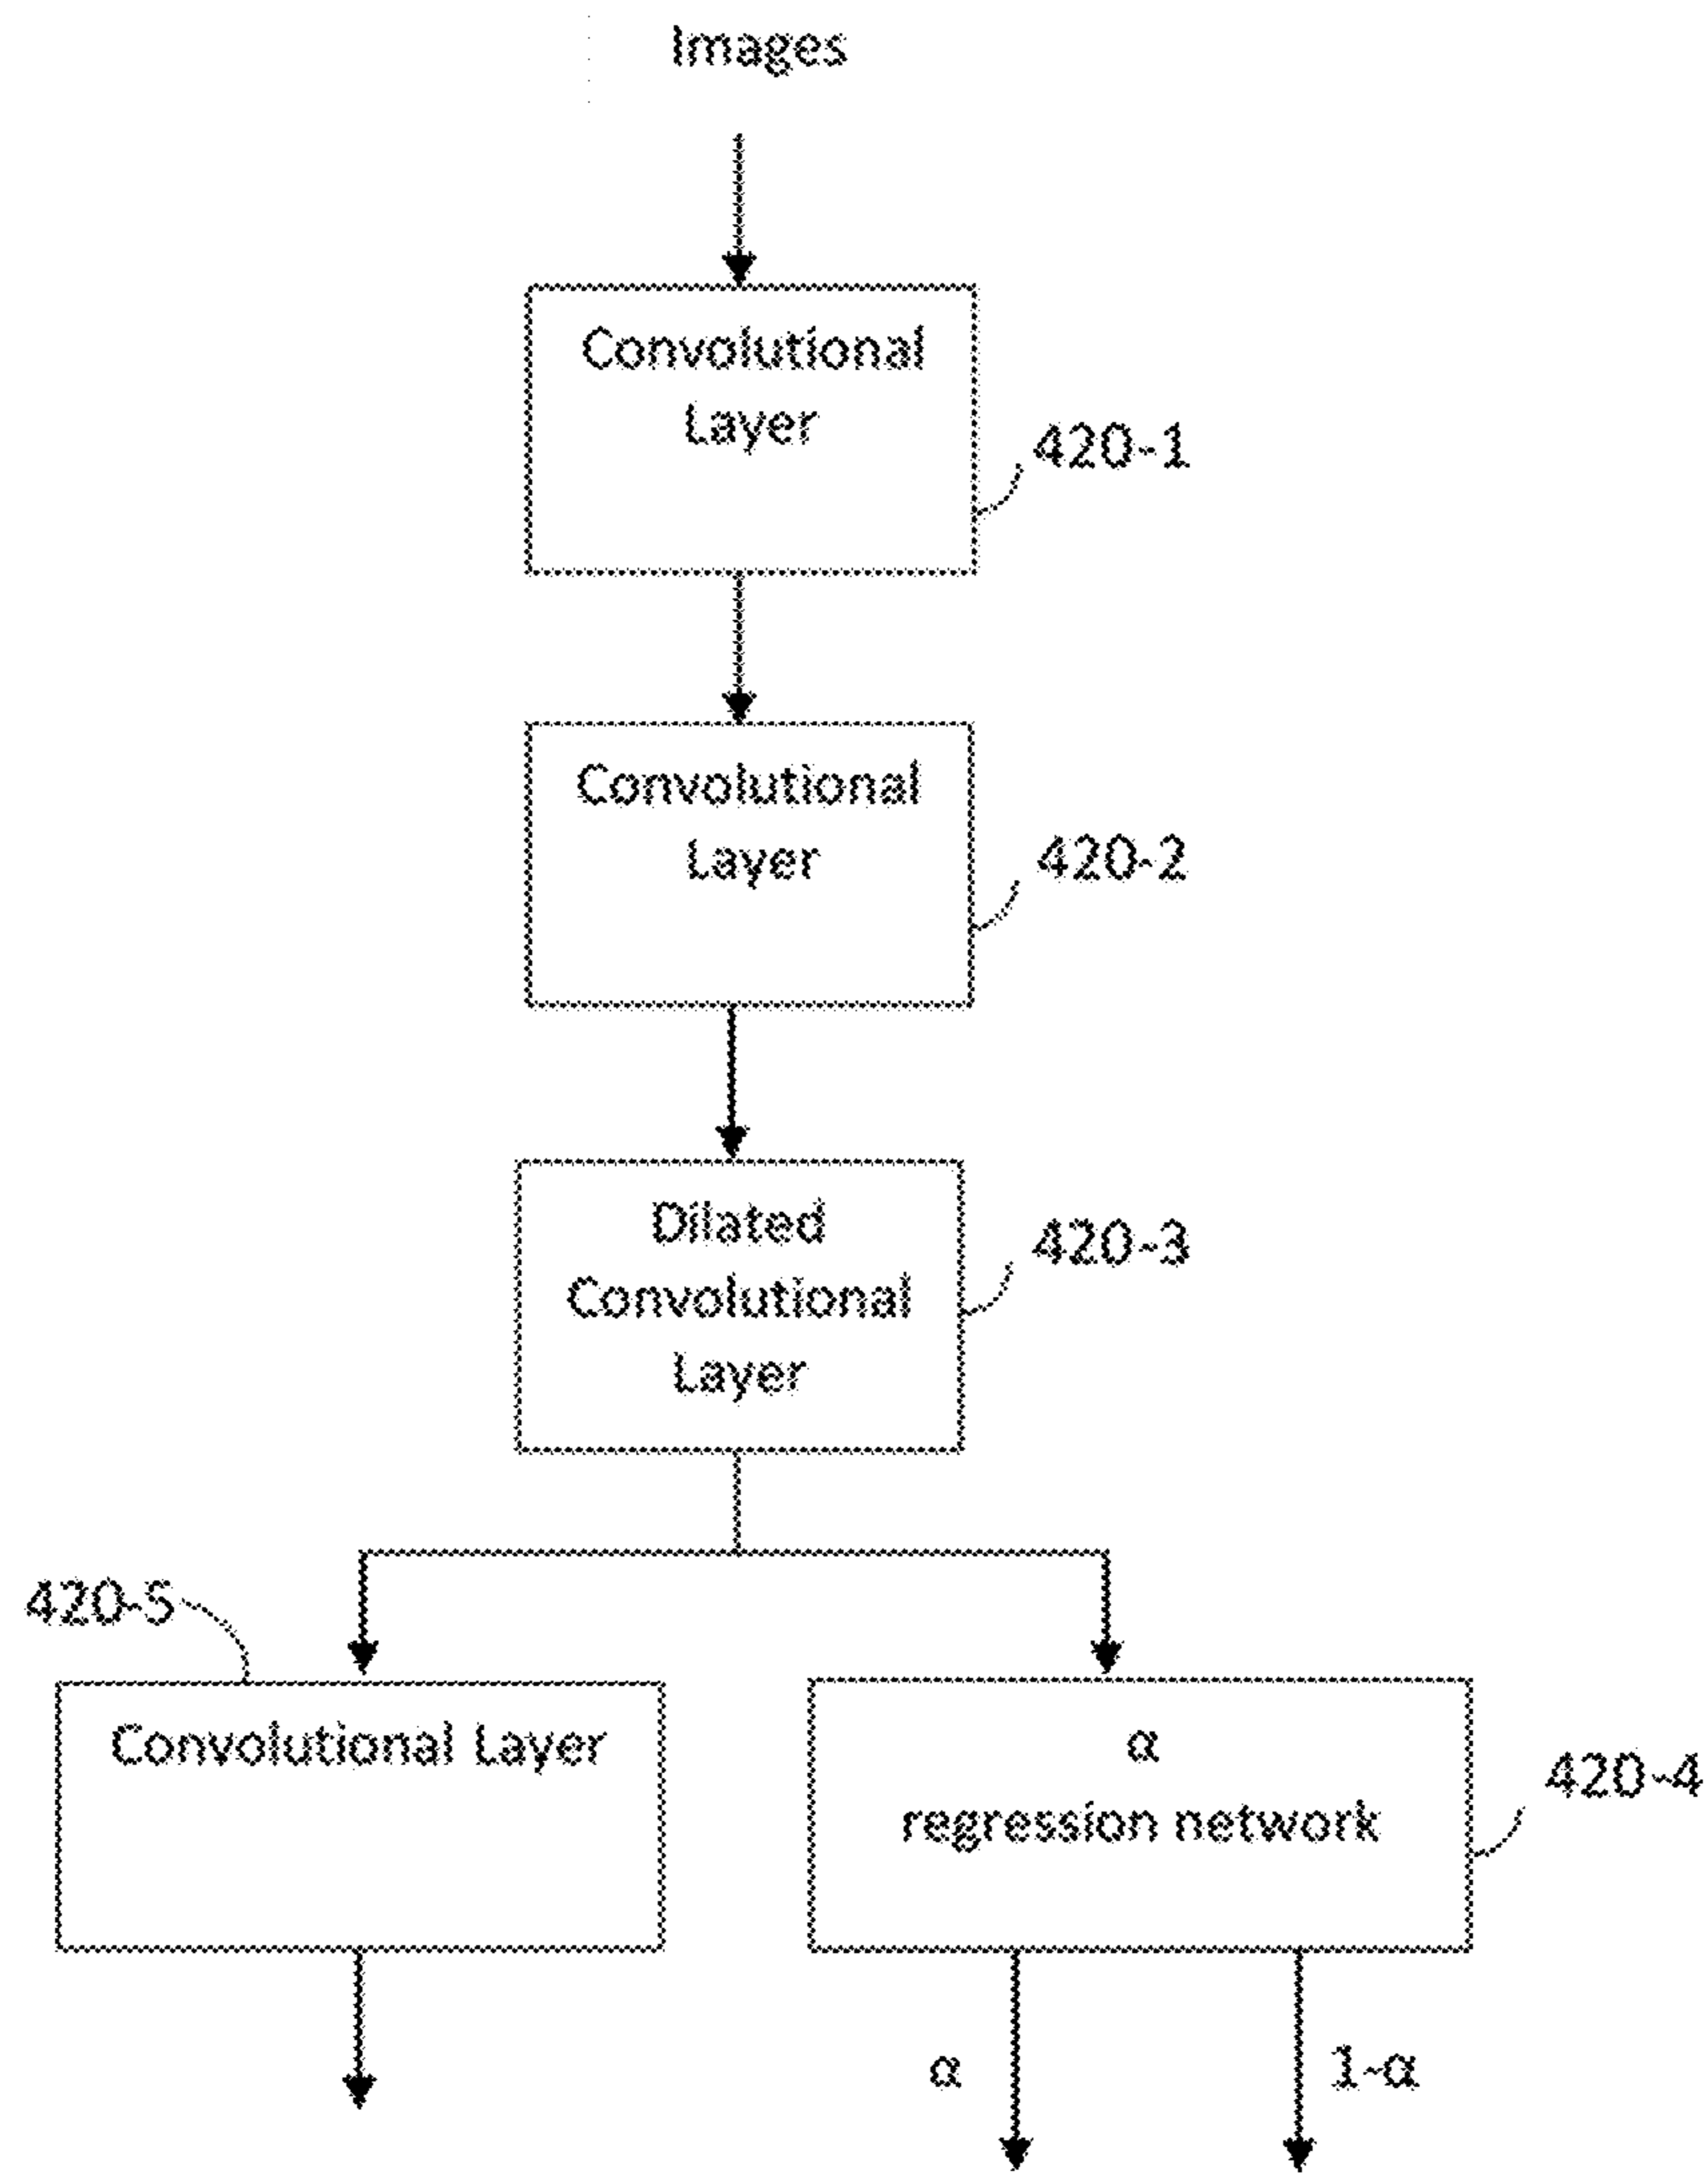 Images
Convolutional
Layer
420-1
Convolutional
Layer
420-2
Dilated
Convolutional
Layer
420-3
420-5
Convolutional Layer
α
regression network
420-4
α
1-α